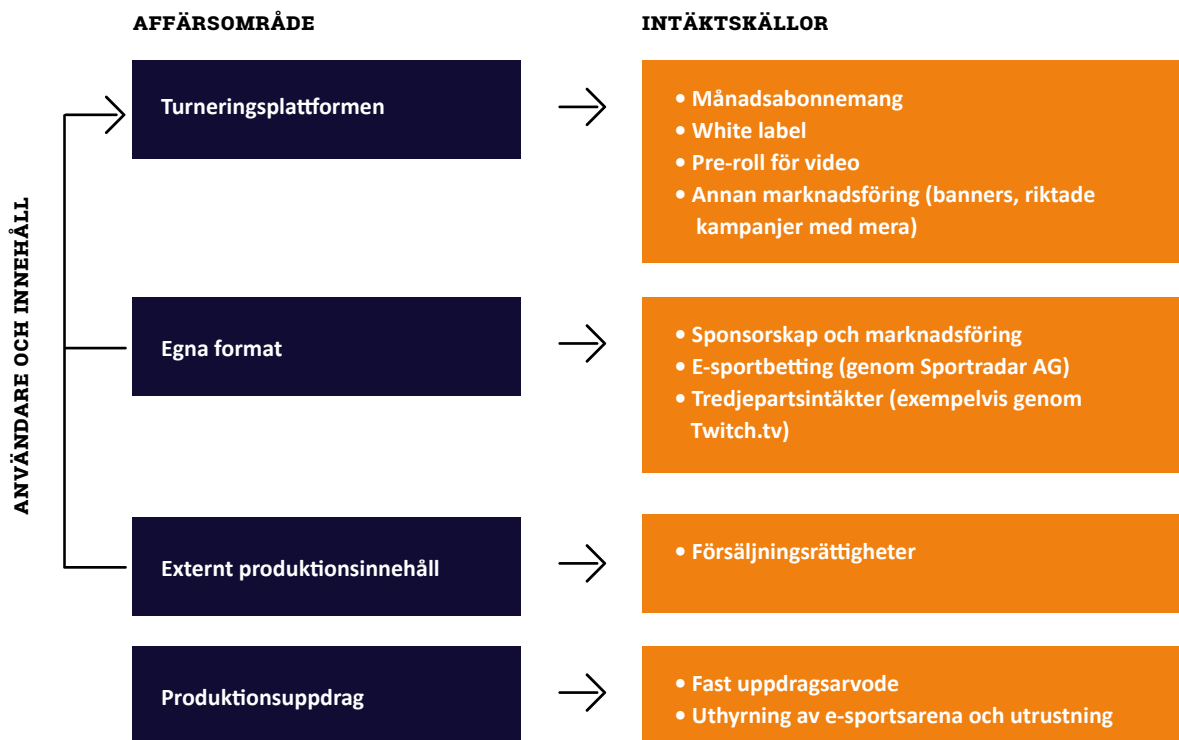 AFFÄRSOMRÅDE
INTÄKTSKÄLLOR
ANVÄNDARE OCH INNEHÅLL
Turneringsplattformen
• Månadsabonnemang
• White label
• Pre-roll för video
• Annan marknadsföring (banners, riktade
kampanjer med mera)
Egna format
• Sponsorskap och marknadsföring
• E-sportbetting (genom Sportradar AG)
• Tredjepartsintäkter (exempelvis genom
Twitch.tv)
Externt produktionsinnehåll
• Försäljningsrättigheter
Produktionsuppdrag
• Fast uppdragsarvode
• Uthyrning av e-sportsarena och utrustning